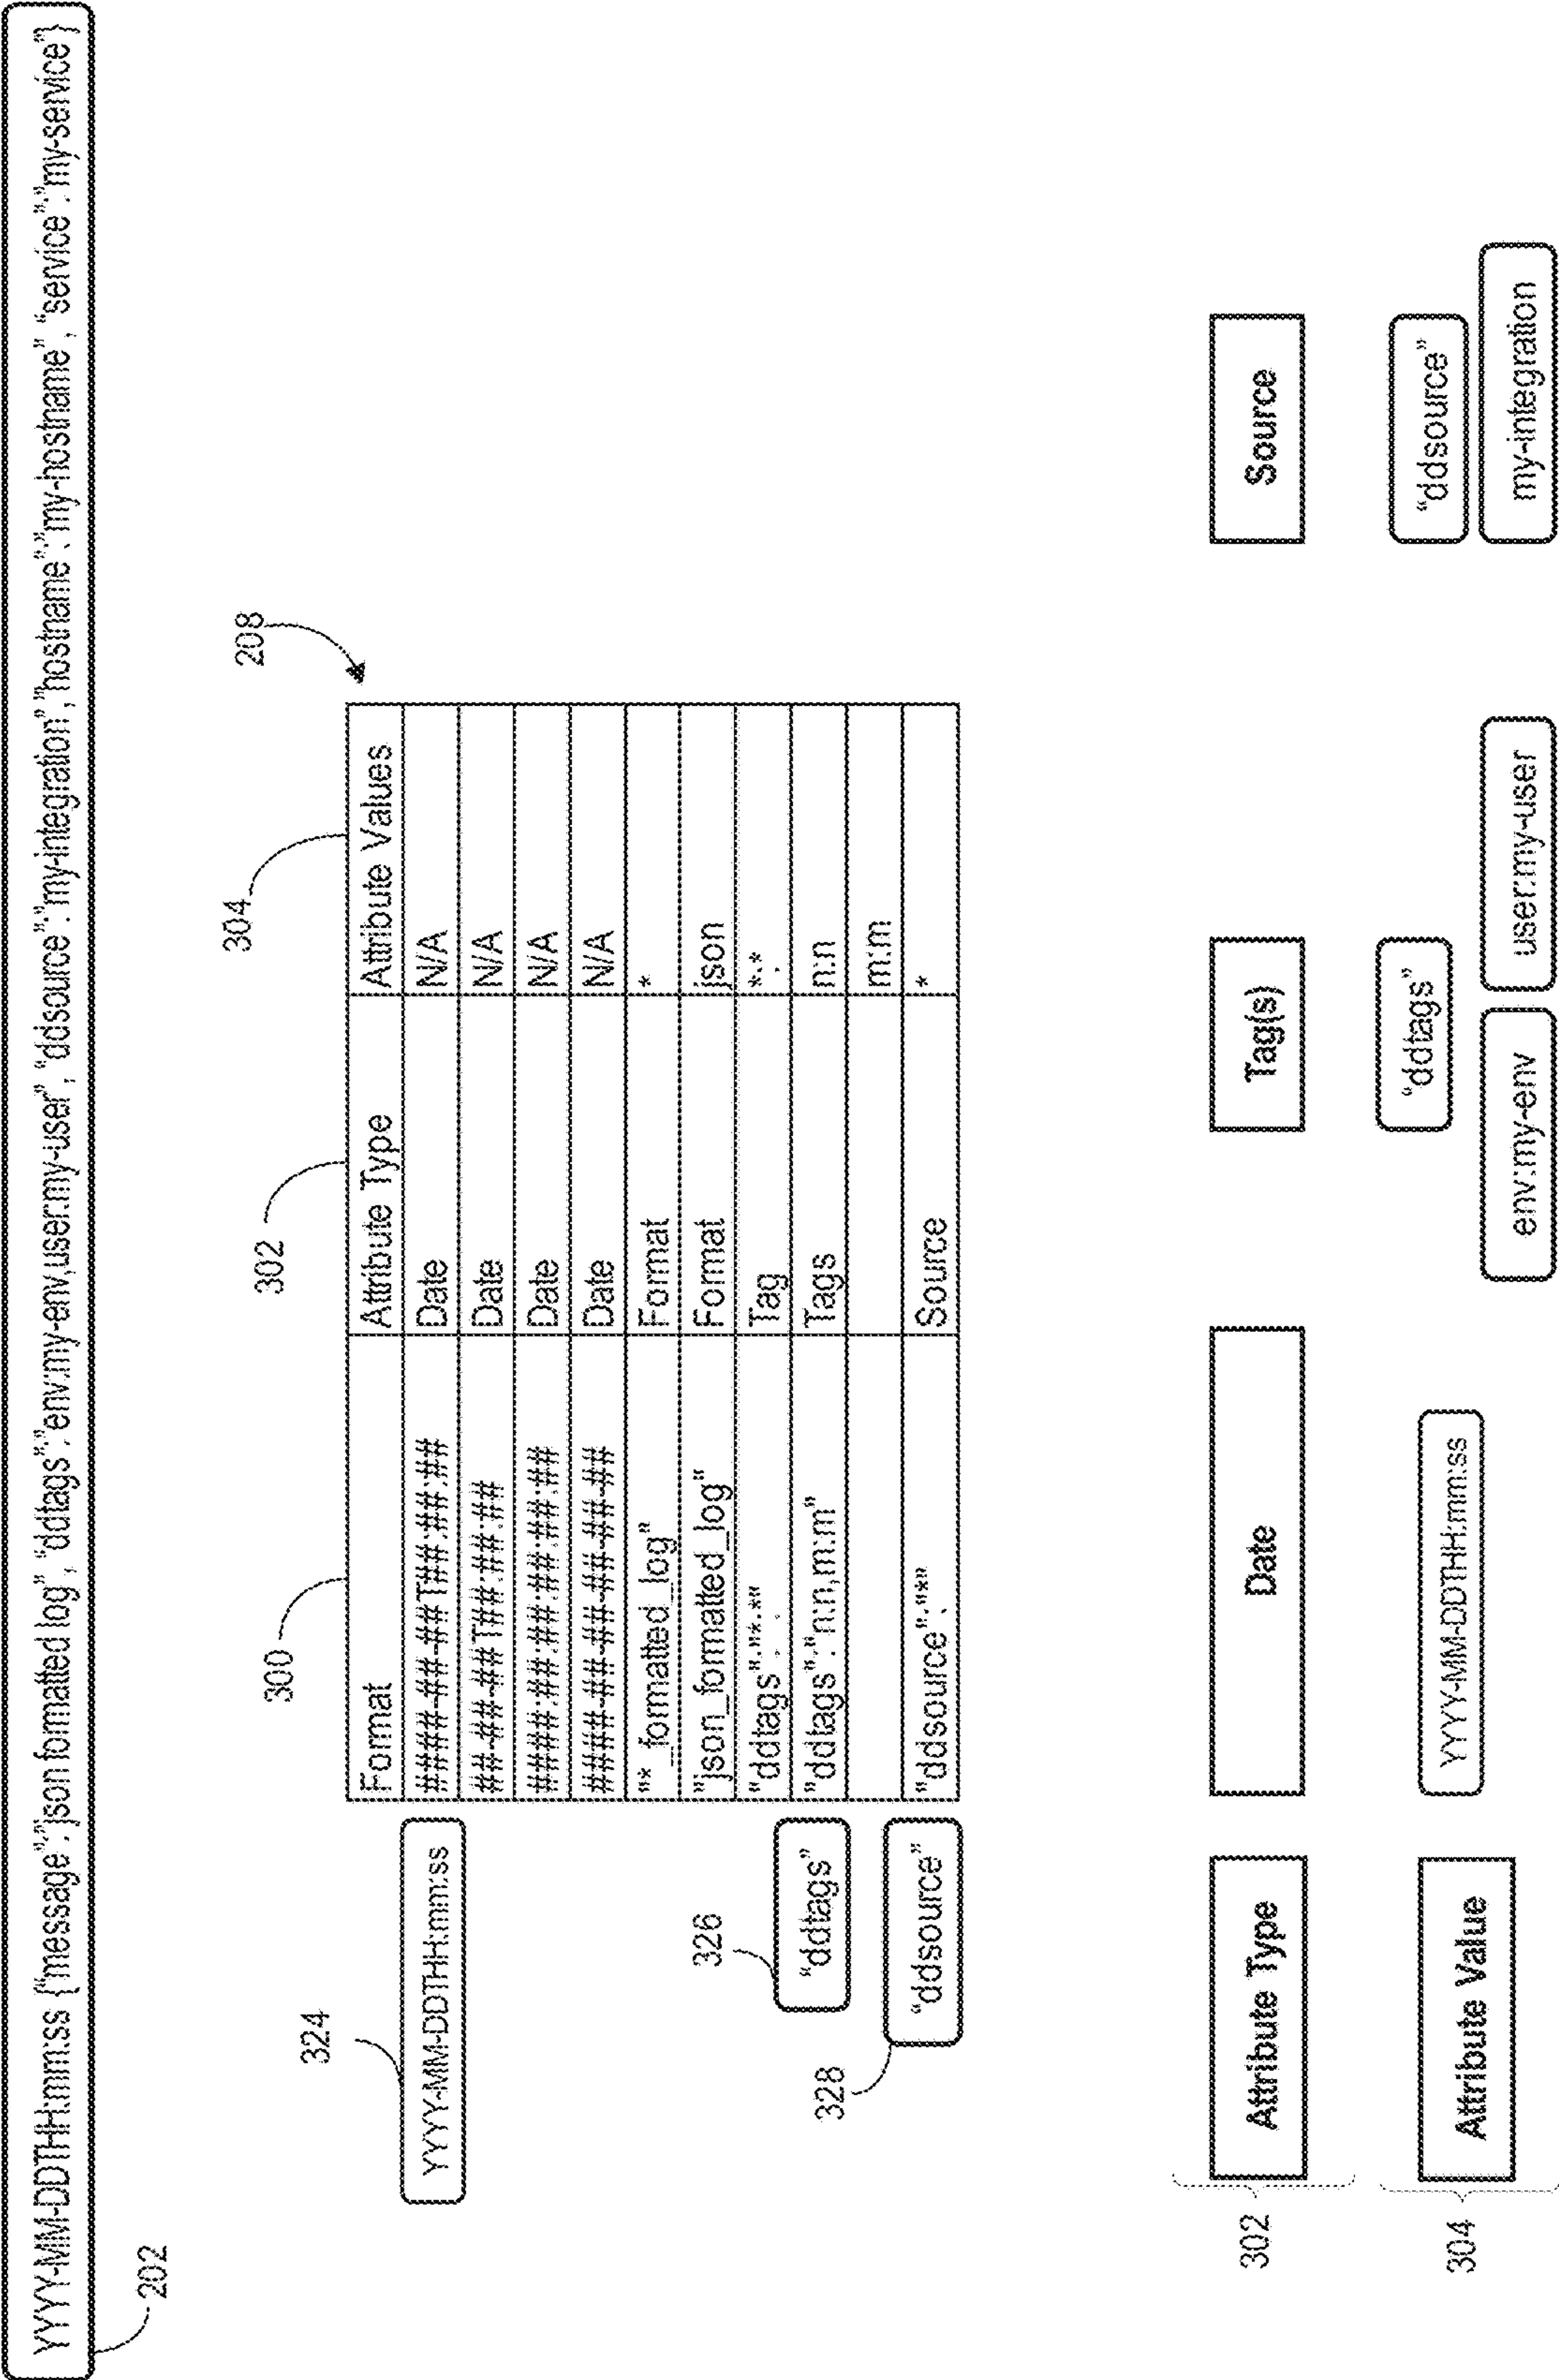 YYYY-MM-DDTHH:mm:ss {"message":"json formatted log", "ddtags":"env:my-env,user:my-user", "ddsource":"my-integration","hostname":"my-hostname", "service":"my-service"}
202
208
300
302
304
Format Attribute Type Attribute Values
324
YYYY-MM-DDTHH:mm:ss
####-##-##T##:##:## Date N/A
##-##-##T##:##:## Date N/A
####:##:##:##:## Date N/A
####-##-##-##-## Date N/A
"*_formatted_log" Format *
"json_formatted_log" Format json
326
"ddtags"
"ddtags":"*:*" Tag *:*
"ddtags":"n:n,m:m" Tags n:n
m:m
328
"ddsource"
"ddsource":"*" Source *
302
Attribute Type Date Tag(s) Source
304
Attribute Value YYYY-MM-DDTHH:mm:ss "ddtags" "ddsource"
env:my-env user:my-user my-integration